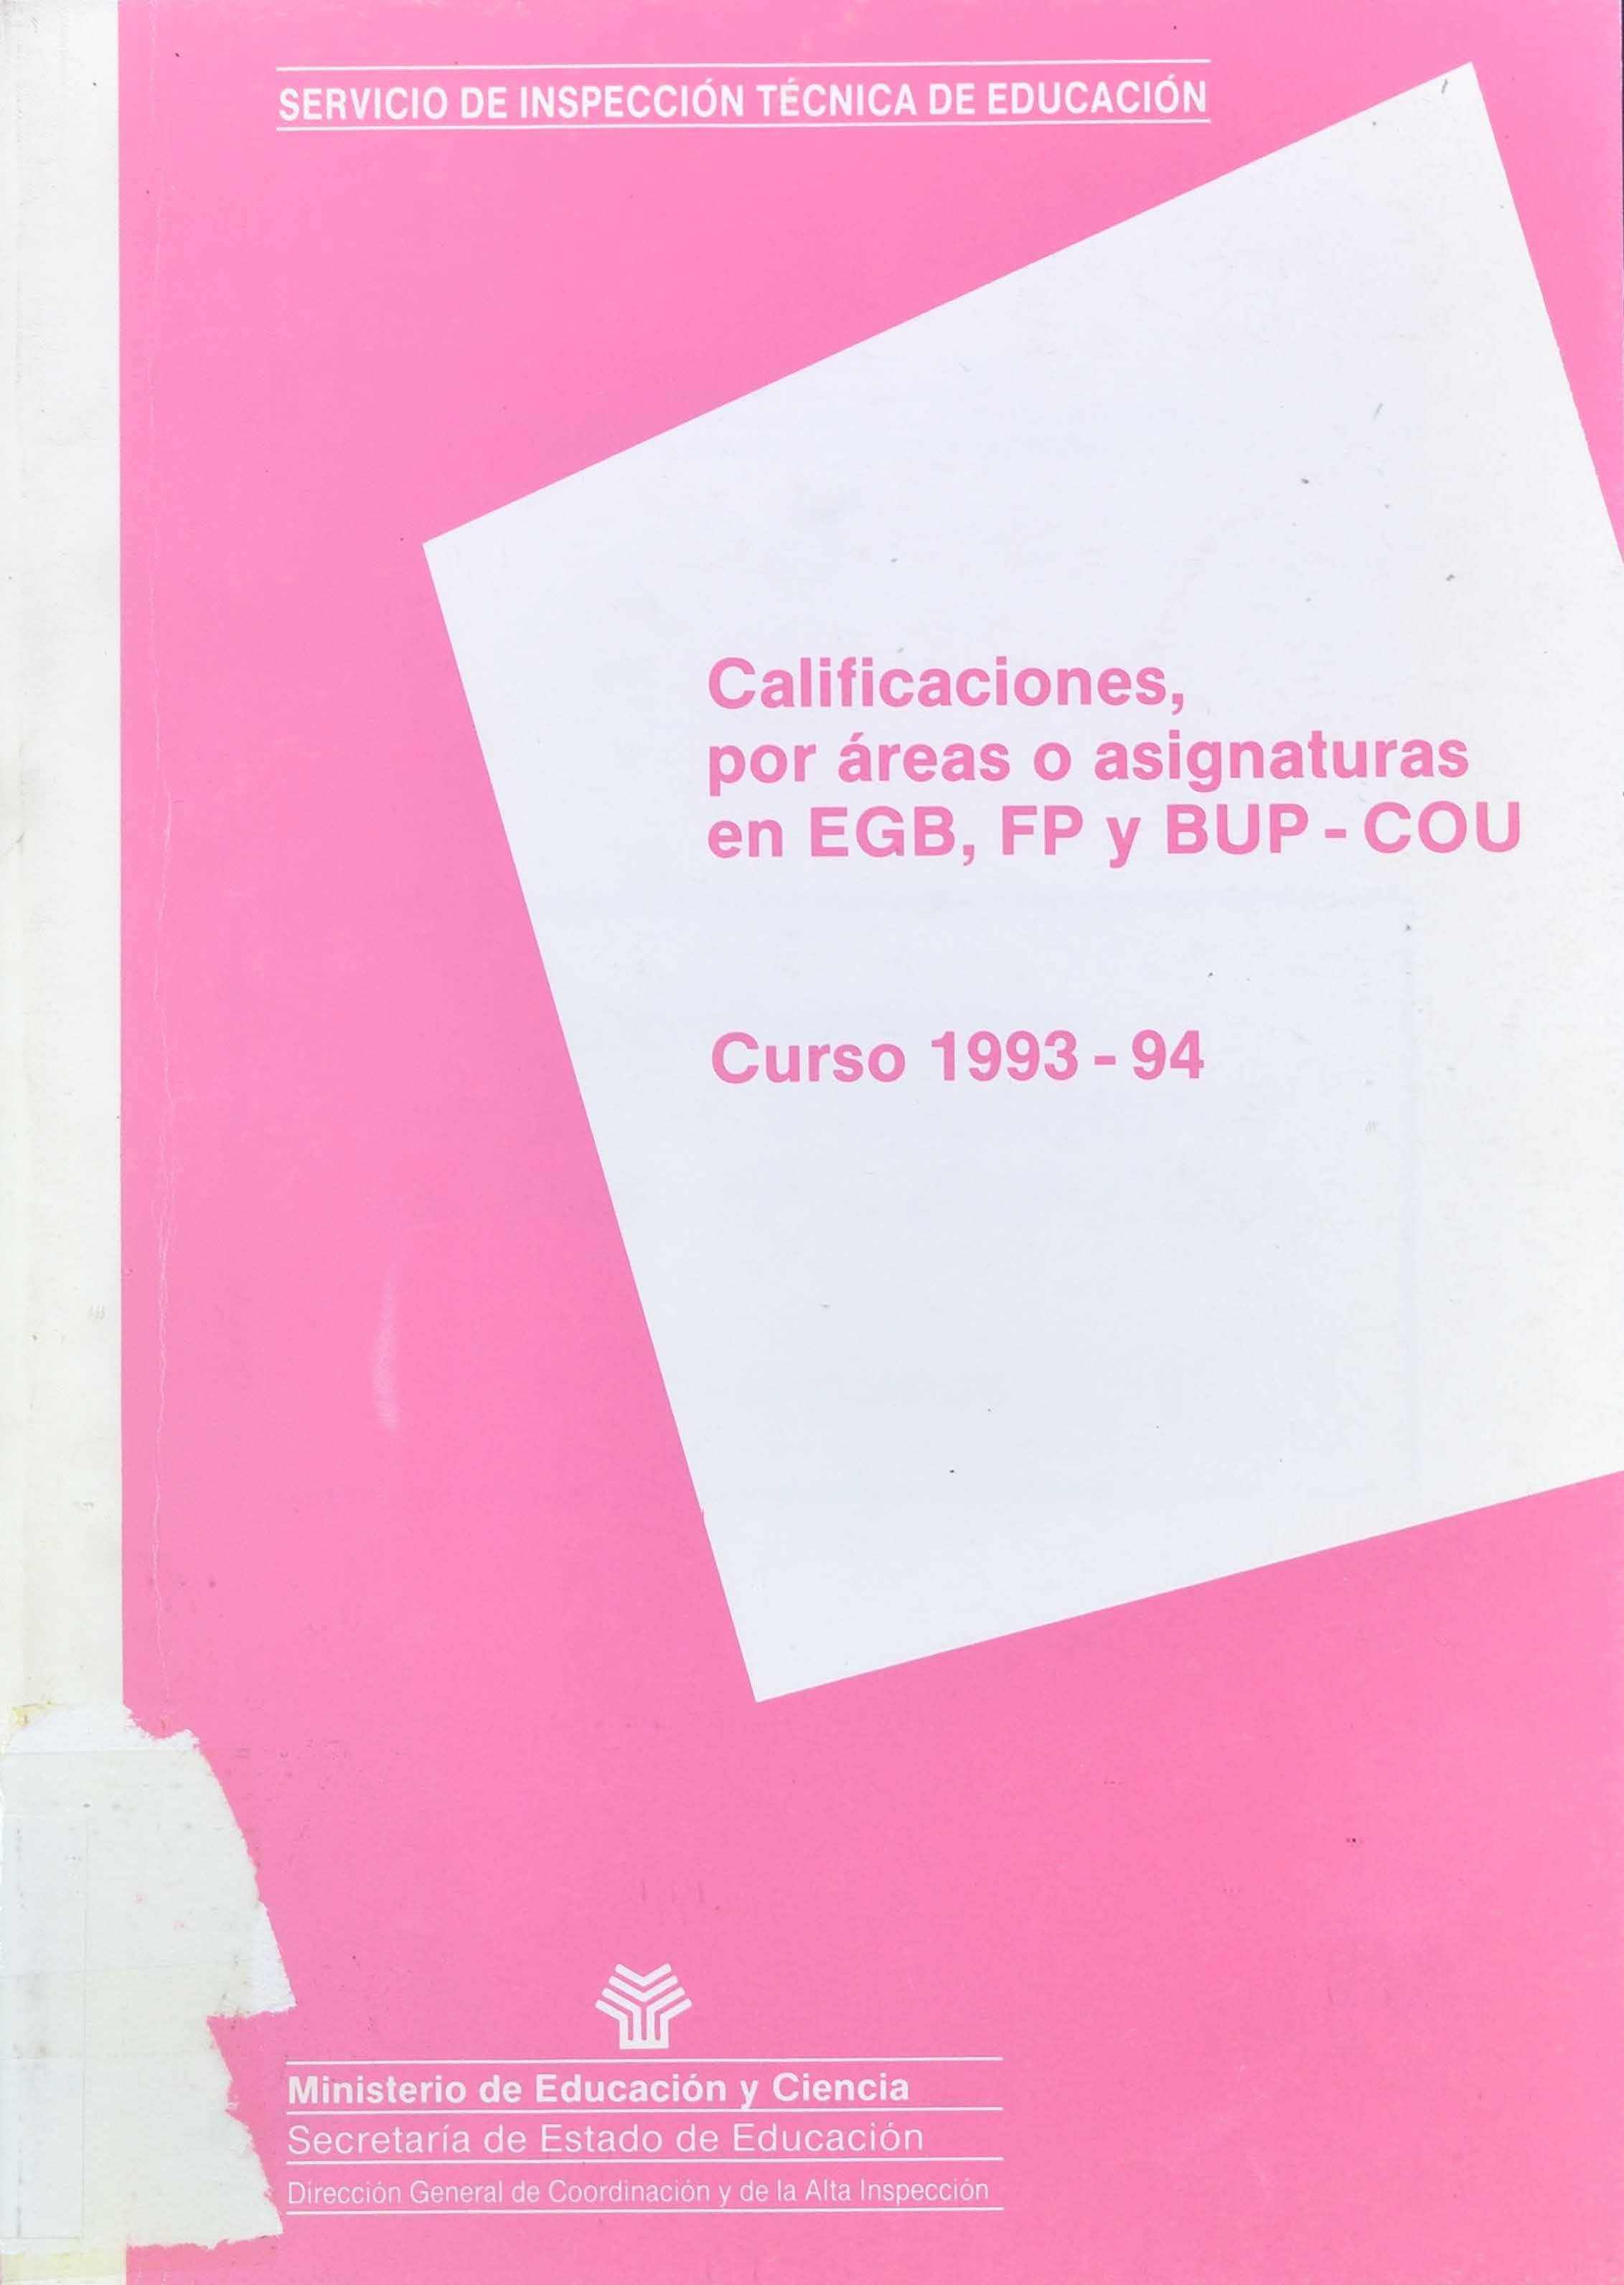 SERVICIO DE INSPECCIÓN TÉCNICA DE EDUCACIÓN
Calificaciones,
por áreas o asignaturas
en EGB, FP y BUP - COU
Curso 1993 - 94
Ministerio de Educación y Ciencia
Secretaría de Estado de Educación
Dirección General de Coordinación y de la Alta Inspección